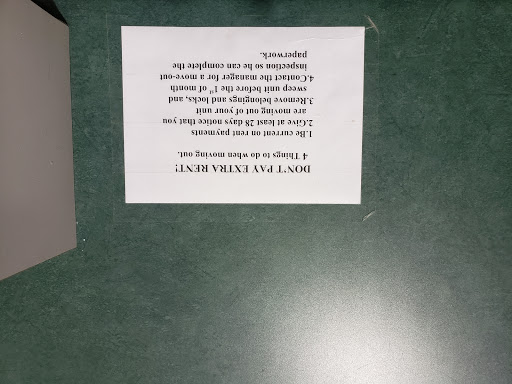 DON'T PAY EXTRA RENT!
4 Things to do when moving out.
1.Be current on rent payments
2.Give at least 28 days notice that you
are moving out of your unit
3.Remove belongings and locks, and
sweep unit before the 1st of month
4.Contact the manager for a move-out
inspection so he can complete the
paperwork.